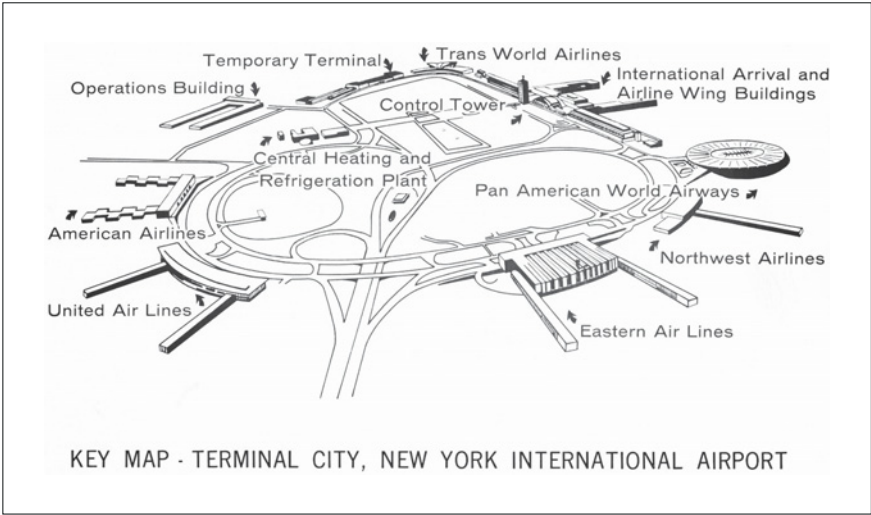 Temporary Terminal
Trans World Airlines
Operations Building
International Arrival and
Airline Wing Buildings
Control Tower
Central Heating and
Refrigeration Plant
Pan American World Airways
American Airlines
Northwest Airlines
United Air Lines
Eastern Air Lines
KEY MAP - TERMINAL CITY, NEW YORK INTERNATIONAL AIRPORT